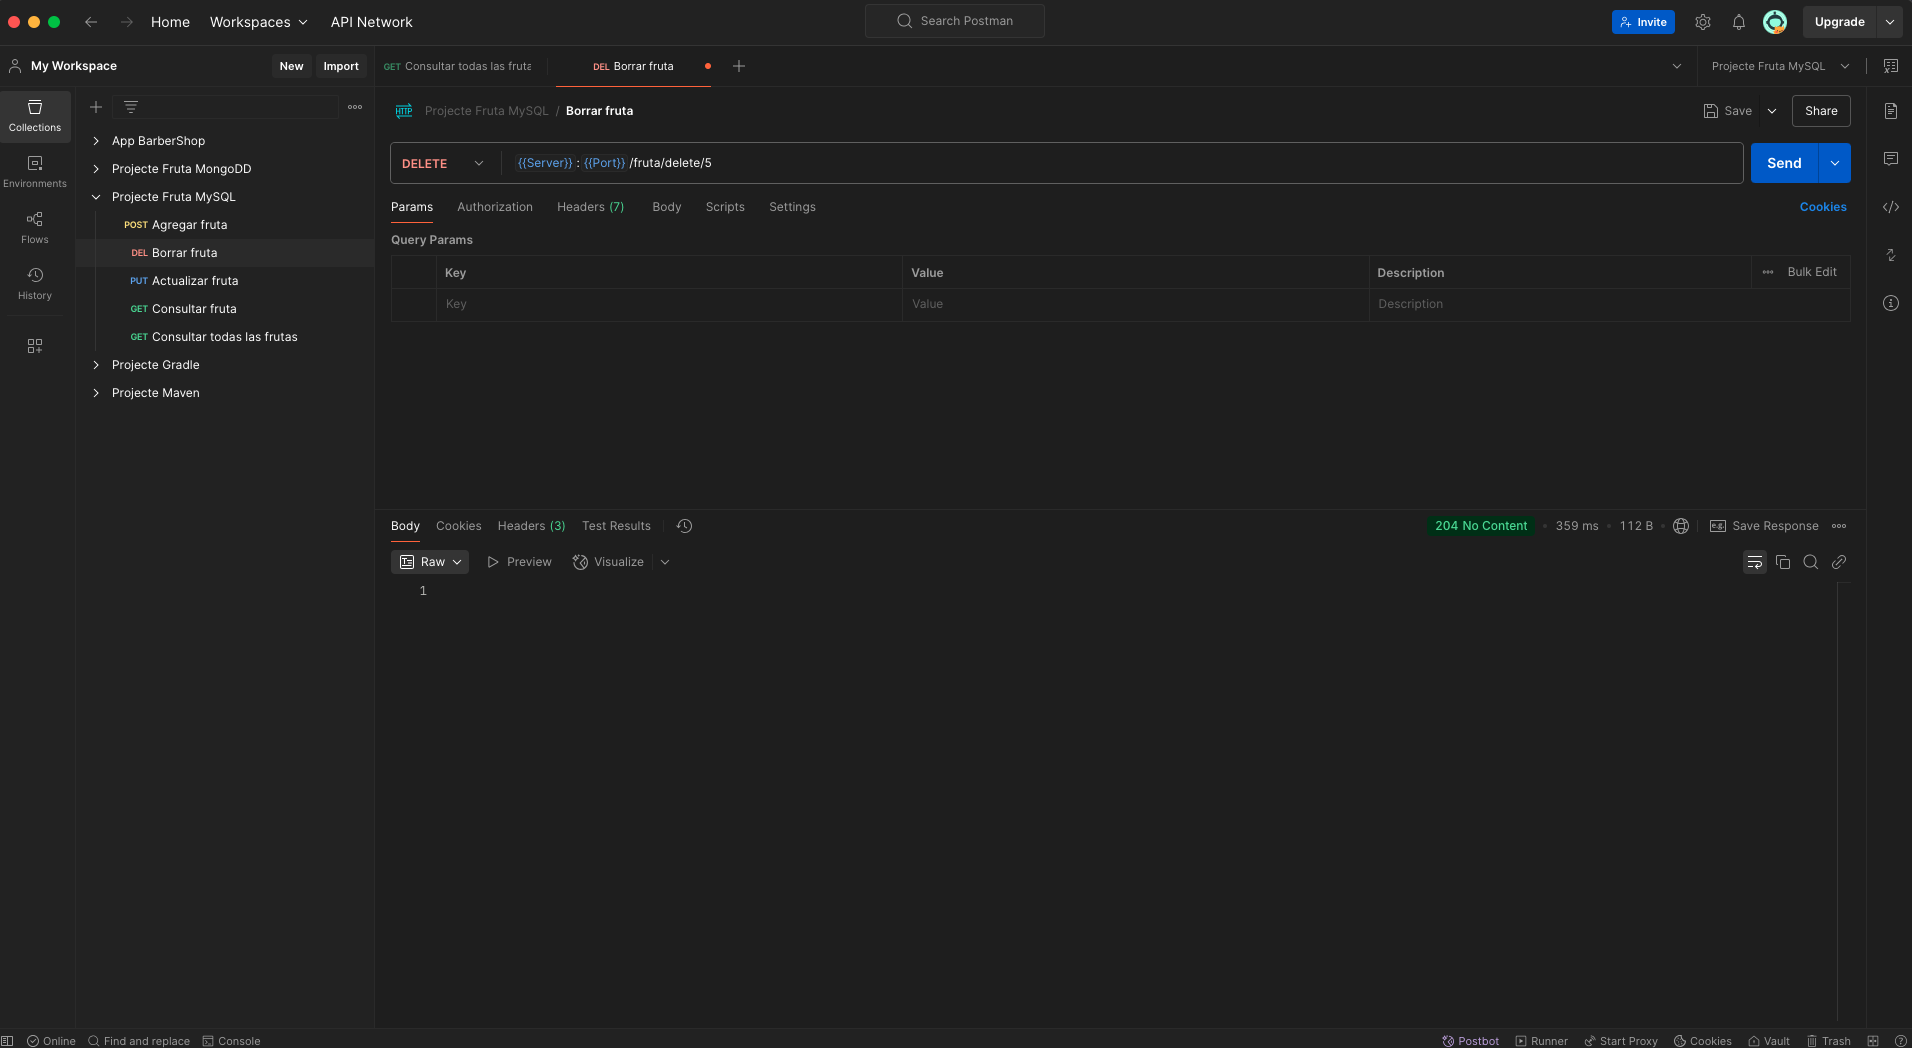 Home Workspaces API Network Search Postman Invite Upgrade
My Workspace New Import GET Consultar todas las fruta DEL Borrar fruta Projecte Fruta MySQL
Collections
Environments
Flows
History
App BarberShop
Projecte Fruta MongoDD
Projecte Fruta MySQL
POST Agregar fruta
DEL Borrar fruta
PUT Actualizar fruta
GET Consultar fruta
GET Consultar todas las frutas
Projecte Gradle
Projecte Maven
HTTP Projecte Fruta MySQL / Borrar fruta Save Share
DELETE {{Server}} : {{Port}} /fruta/delete/5 Send
Params Authorization Headers (7) Body Scripts Settings Cookies
Query Params
Key Value Description Bulk Edit
Key Value Description
Body Cookies Headers (3) Test Results 204 No Content 359 ms 112 B e.g. Save Response
Raw Preview Visualize
1
Online Find and replace Console Postbot Runner Start Proxy Cookies Vault Trash